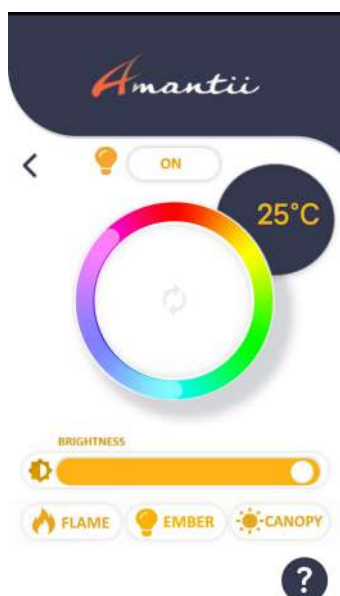 Amantii
ON
25°C
BRIGHTNESS
FLAME EMBER CANOPY
?